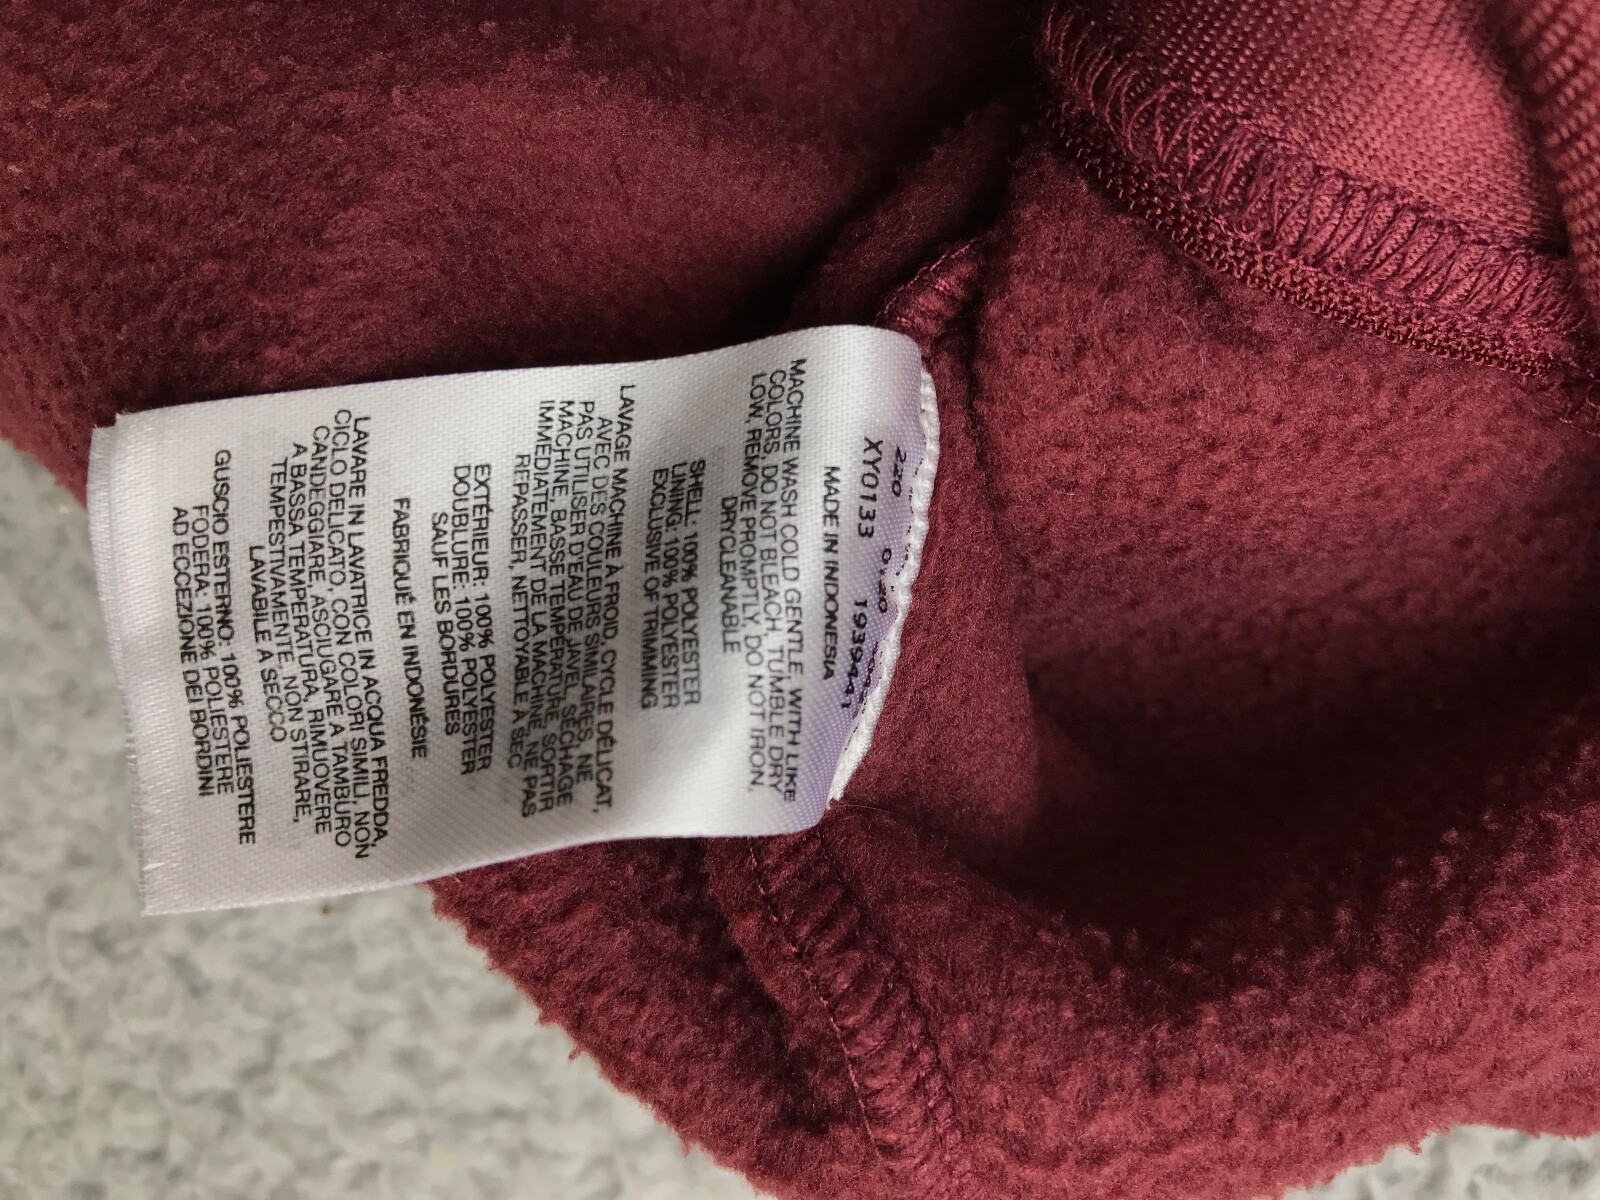 220 0120
XY0133 1939441
MADE IN INDONESIA
MACHINE WASH COLD GENTLE, WITH LIKE
COLORS, DO NOT BLEACH, TUMBLE DRY
LOW, REMOVE PROMPTLY, DO NOT IRON,
DRYCLEANABLE
SHELL: 100% POLYESTER
LINING: 100% POLYESTER
EXCLUSIVE OF TRIMMING
LAVAGE MACHINE À FROID, CYCLE DÉLICAT,
AVEC DES COULEURS SIMILAIRES, NE
PAS UTILISER D'EAU DE JAVEL, SÉCHAGE
MACHINE, BASSE TEMPÉRATURE, SORTIR
IMMÉDIATEMENT DE LA MACHINE, NE PAS
REPASSER, NETTOYABLE À SEC
EXTÉRIEUR: 100% POLYESTER
DOUBLURE: 100% POLYESTER
SAUF LES BORDURES
FABRIQUÉ EN INDONÉSIE
LAVARE IN LAVATRICE IN ACQUA FREDDA,
CICLO DELICATO, CON COLORI SIMILI, NON
CANDEGGIARE, ASCIUGARE A TAMBURO
A BASSA TEMPERATURA, RIMUOVERE
TEMPESTIVAMENTE, NON STIRARE,
LAVABILE A SECCO
GUSCIO ESTERNO: 100% POLIESTERE
FODERA: 100% POLIESTERE
AD ECCEZIONE DEI BORDINI